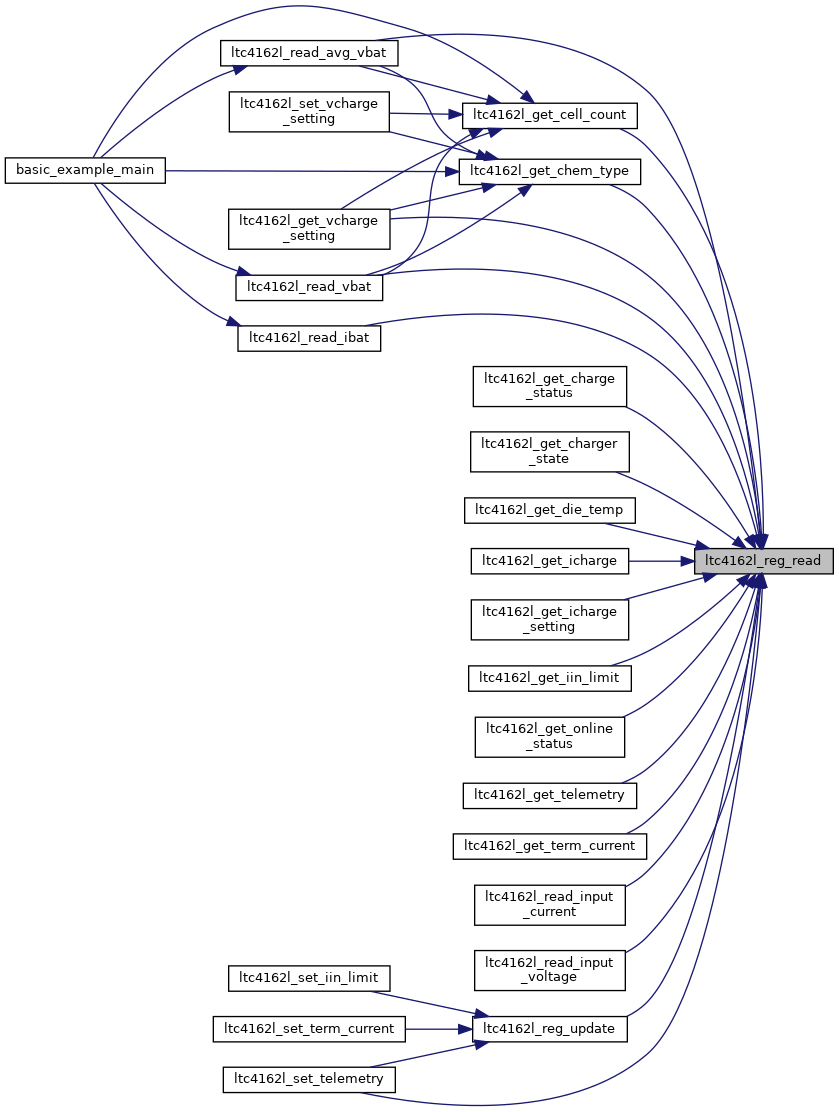 ltc4162l_read_avg_vbat
ltc4162l_set_vcharge
_setting
ltc4162l_get_cell_count
basic_example_main
ltc4162l_get_chem_type
ltc4162l_get_vcharge
_setting
ltc4162l_read_vbat
ltc4162l_read_ibat
ltc4162l_get_charge
_status
ltc4162l_get_charger
_state
ltc4162l_get_die_temp
ltc4162l_get_icharge
ltc4162l_reg_read
ltc4162l_get_icharge
_setting
ltc4162l_get_iin_limit
ltc4162l_get_online
_status
ltc4162l_get_telemetry
ltc4162l_get_term_current
ltc4162l_read_input
_current
ltc4162l_read_input
_voltage
ltc4162l_set_iin_limit
ltc4162l_set_term_current
ltc4162l_reg_update
ltc4162l_set_telemetry